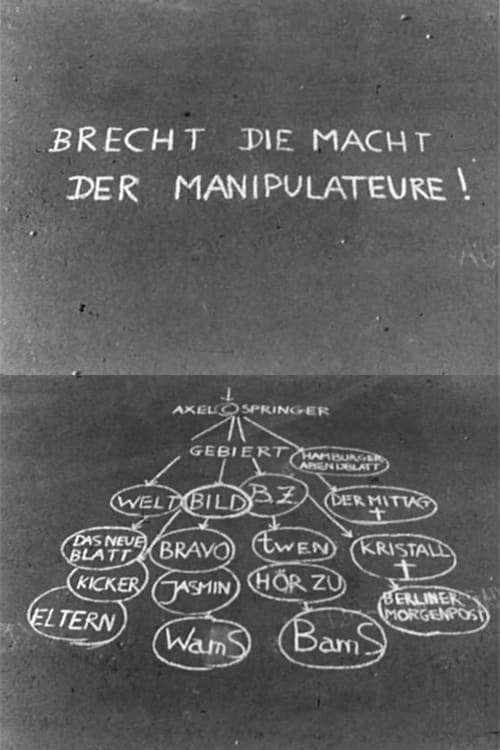 BRECHT DIE MACHT
DER MANIPULATEURE!
AXEL C SPRINGER
GEBIERT
HAMBURGER
ABENDBLATT
WELT
BILD
B.Z.
DER MITTAG
DAS NEUE
BLATT
BRAVO
tWEN
KRISTALL
KICKER
JASMIN
HÖR ZU
BERLINER
MORGENPOST
ELTERN
WamS
BamS